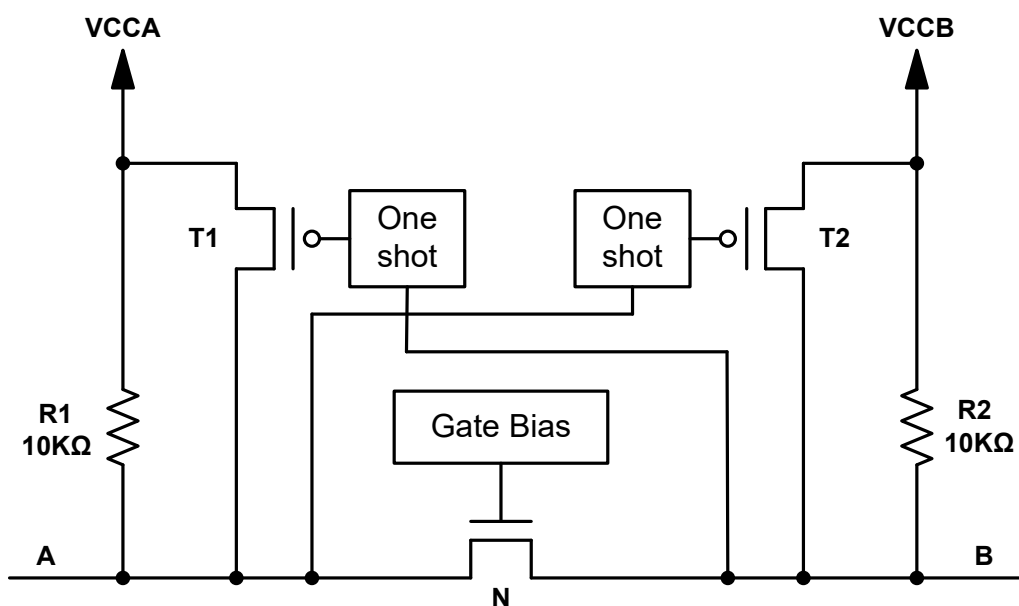 VCCA
VCCB
T1
One
shot
One
shot
T2
R1
10KΩ
Gate Bias
R2
10KΩ
A
B
N